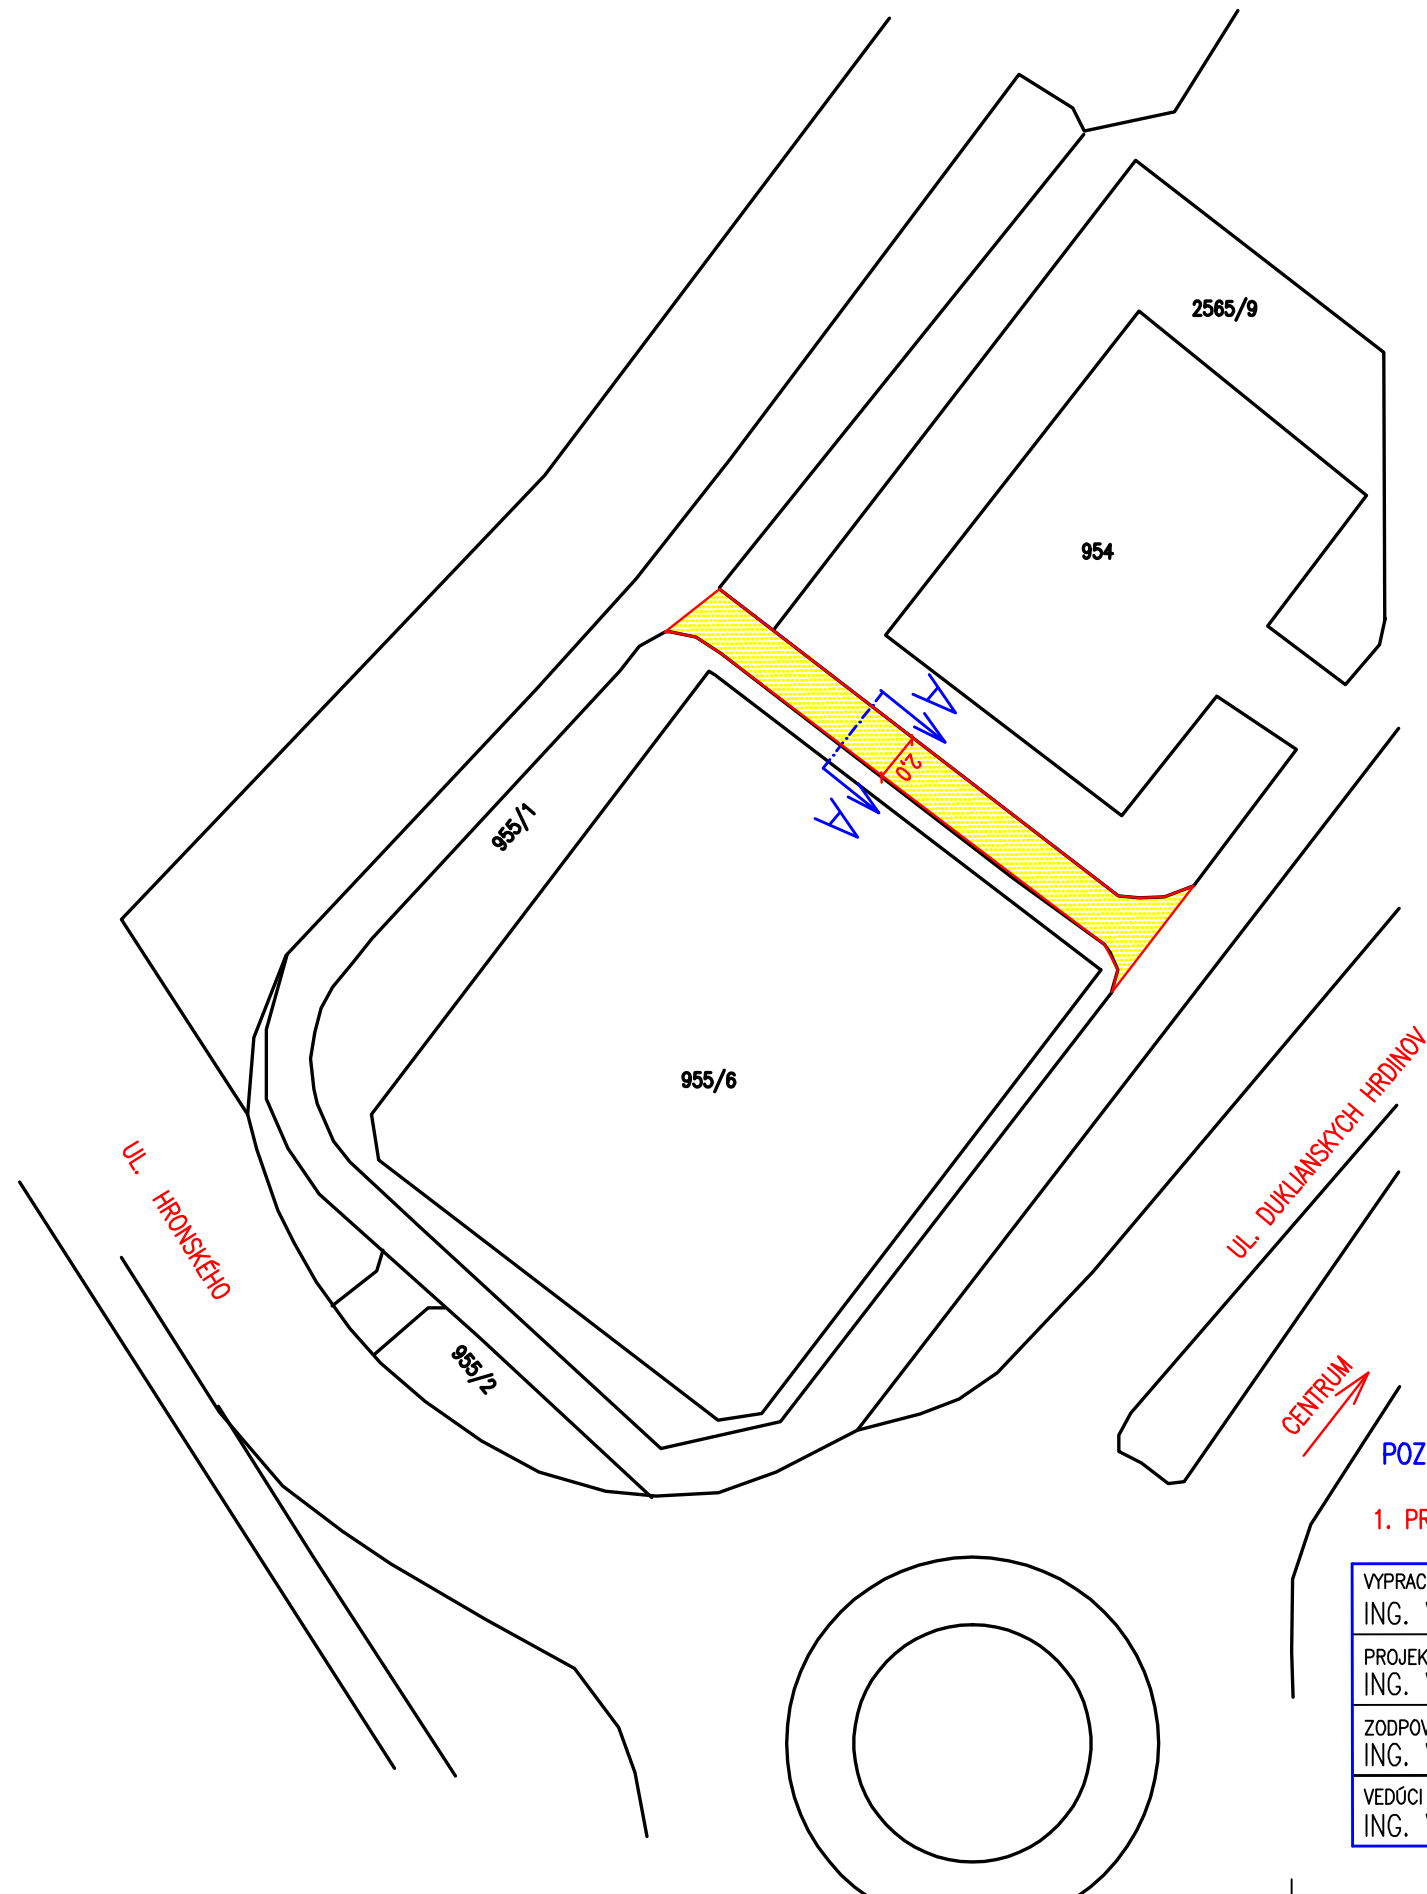 2565/9
954
A
2,0
A
955/1
955/6
UL. DUKLIANSKYCH HRDINOV
UL. HRONSKÉHO
955/2
CENTRUM
POZ
1. PR
VYPRAC
ING.
PROJEK
ING.
ZODPOV
ING.
VEDÚCI
ING.